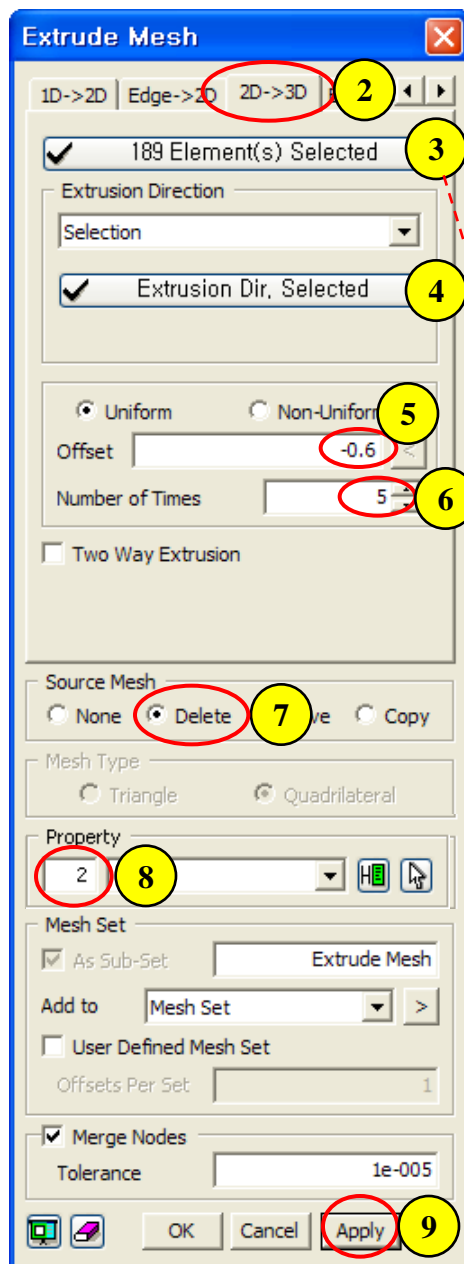 Extrude Mesh
1D->2D Edge->2D 2D->3D 2
189 Element(s) Selected 3
Extrusion Direction
Selection
Extrusion Dir, Selected 4
Uniform Non-Uniform 5
Offset -0.6 <
Number of Times 5 6
Two Way Extrusion
Source Mesh
None Delete 7 ve Copy
Mesh Type
Triangle Quadrilateral
Property
2 8
Mesh Set
As Sub-Set Extrude Mesh
Add to Mesh Set >
User Defined Mesh Set
Offsets Per Set 1
Merge Nodes
Tolerance 1e-005
OK Cancel Apply 9